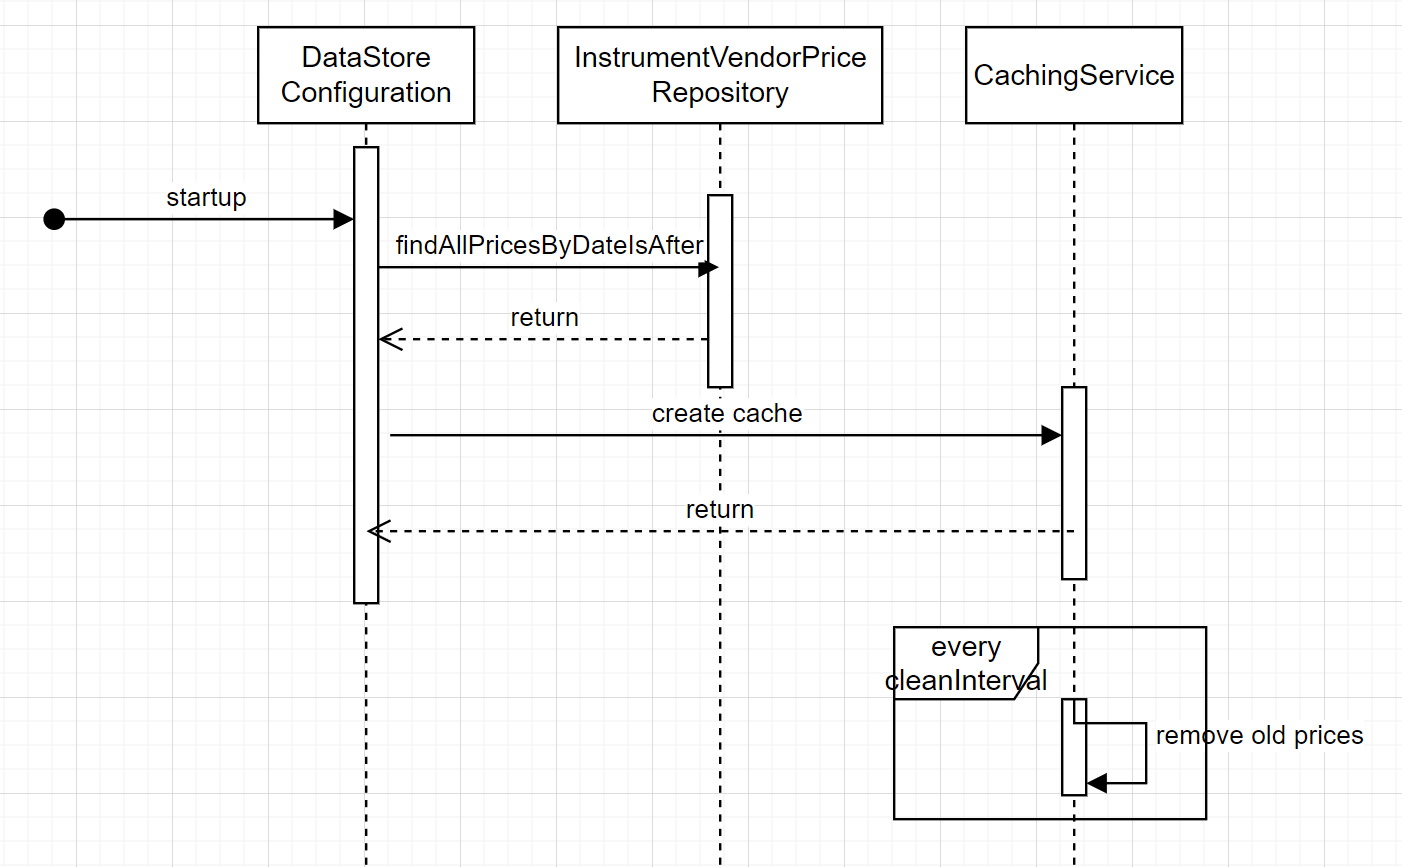 DataStore
Configuration
InstrumentVendorPrice
Repository
CachingService
startup
findAllPricesByDateIsAfter
return
create cache
return
every
cleanInterval
remove old prices